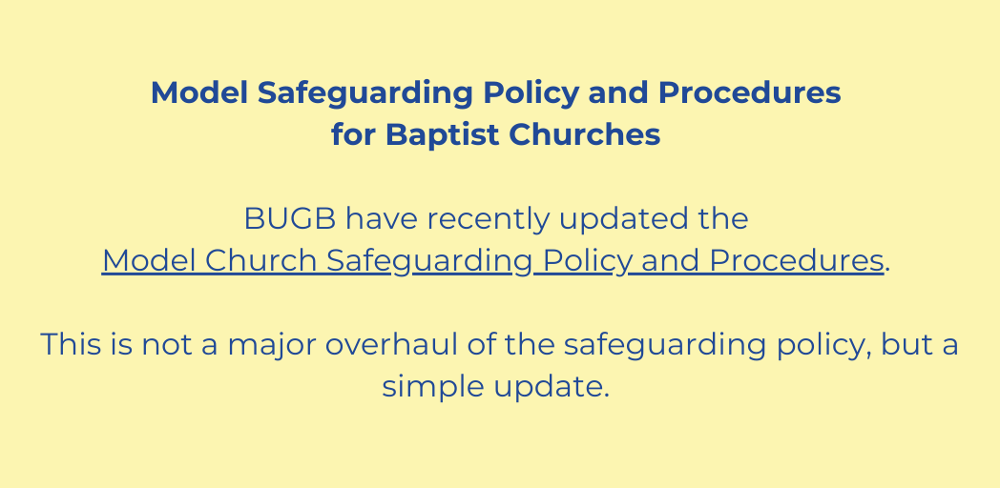 Model Safeguarding Policy and Procedures
for Baptist Churches
BUGB have recently updated the
Model Church Safeguarding Policy and Procedures.
This is not a major overhaul of the safeguarding policy, but a
simple update.